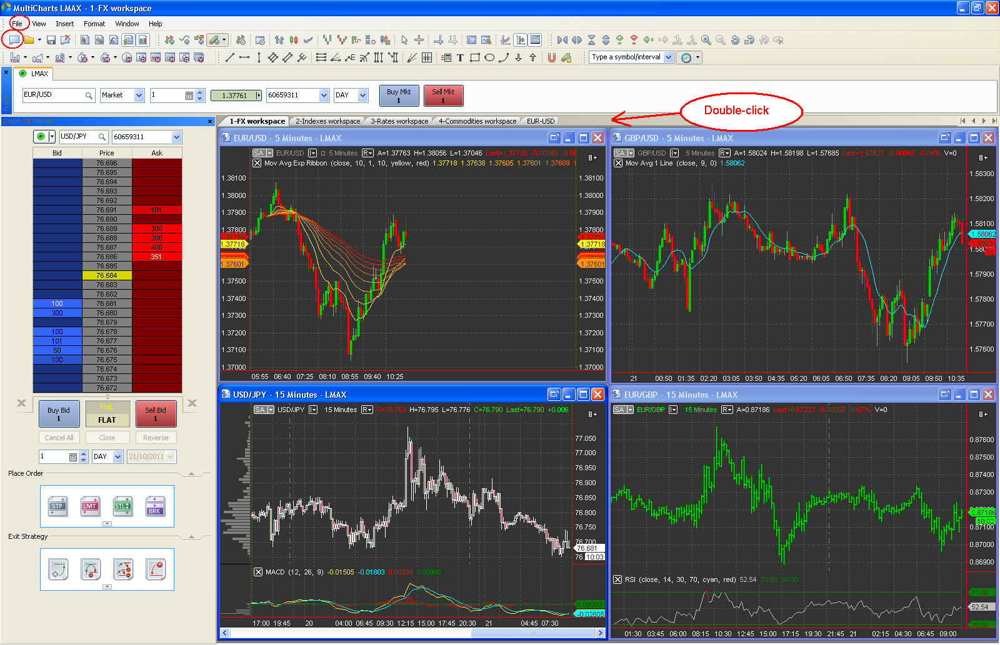 MultiCharts LMAX - 1-FX workspace
File View Insert Format Window Help
Type a symbol/interval
LMAX
EUR/USD Market 1 1.37761 60659311 DAY Buy Mkt 1 Sell Mkt 1
Trade
Double-click
Depth Of Market
1-FX workspace 2-Indexes workspace 3-Rates workspace 4-Commodities workspace EUR-USD
USD/JPY 60659311
Bid Price Ask
76.696
76.695
76.694
76.693
76.692
76.691 101
76.690
76.689 300
76.688 200
76.687 400
76.686 351
76.685
76.684
76.683
76.682
100 76.681
300 76.680
76.679
100 76.678
101 76.677
50 76.676
100 76.675
76.674
76.673
76.672
Buy Bid 1 PnL FLAT Sell Bid 1
Cancel All Close Reverse
1 DAY 21/10/2011
Place Order
STP LMT STL BRK
Exit Strategy
EUR/USD - 5 Minutes - LMAX
SA EUR/USD 5 Minutes R A=1.37763 H=1.38056 L=1.37046 Last=1.37735 -0.00089
Mov Avg Exp Ribbon (close, 10, 1, 10, yellow, red) 1.37718 1.37638 1.37605 1.37601 1.37609
1.38100 1.38100
1.38000 1.38000
1.37900 1.37900
1.37800 1.37800
1.37718 1.37718
1.37601 1.37601
1.37500 1.37500
1.37400 1.37400
1.37300 1.37300
1.37200 1.37200
1.37100 1.37100
1.37000 1.37000
05:55 06:40 07:25 08:10 08:55 09:40 10:25
GBP/USD - 5 Minutes - LMAX
SA GBP/USD 5 Minutes R A=1.58024 H=1.58198 L=1.57685 Last=1.57937 -0.00065 -0.04% V=0
Mov Avg 1 Line (close, 9, 0) 1.58062
1.58300
1.58200
1.58100
1.58062
1.57900
1.57800
1.57700
1.57600
21 00:50 01:35 02:20 03:05 03:50 04:35 05:20 06:05 06:50 07:35 08:20 09:05 09:50 10:35
USD/JPY - 15 Minutes - LMAX
SA USD/JPY 15 Minutes R O=76.783 H=76.795 L=76.776 C=76.790 Last=76.790 +0.006
77.050
77.000
76.950
76.900
76.850
76.800
76.750
76.700
76.681
10:03
MACD (12, 26, 9) -0.01505 -0.01803 0.00298 0.00000
0.00000
-0.02605
17:00 19:45 20 04:00 06:45 09:30 12:15 15:00 17:45 20:30 21 04:45 07:30
EUR/GBP - 15 Minutes - LMAX
SA EUR/GBP 15 Minutes R A=0.87186 Last=0.87223 -0.00058 -0.07% V=0
0.87600
0.87500
0.87400
0.87300
0.87186
10:02
0.87100
0.87000
0.86900
RSI (close, 14, 30, 70, cyan, red) 52.54 70.00 30.00
70.00
52.54
30.00
01:30 03:45 06:00 08:15 10:30 12:45 15:00 17:15 19:30 21:45 21 02:15 04:30 06:45 09:00